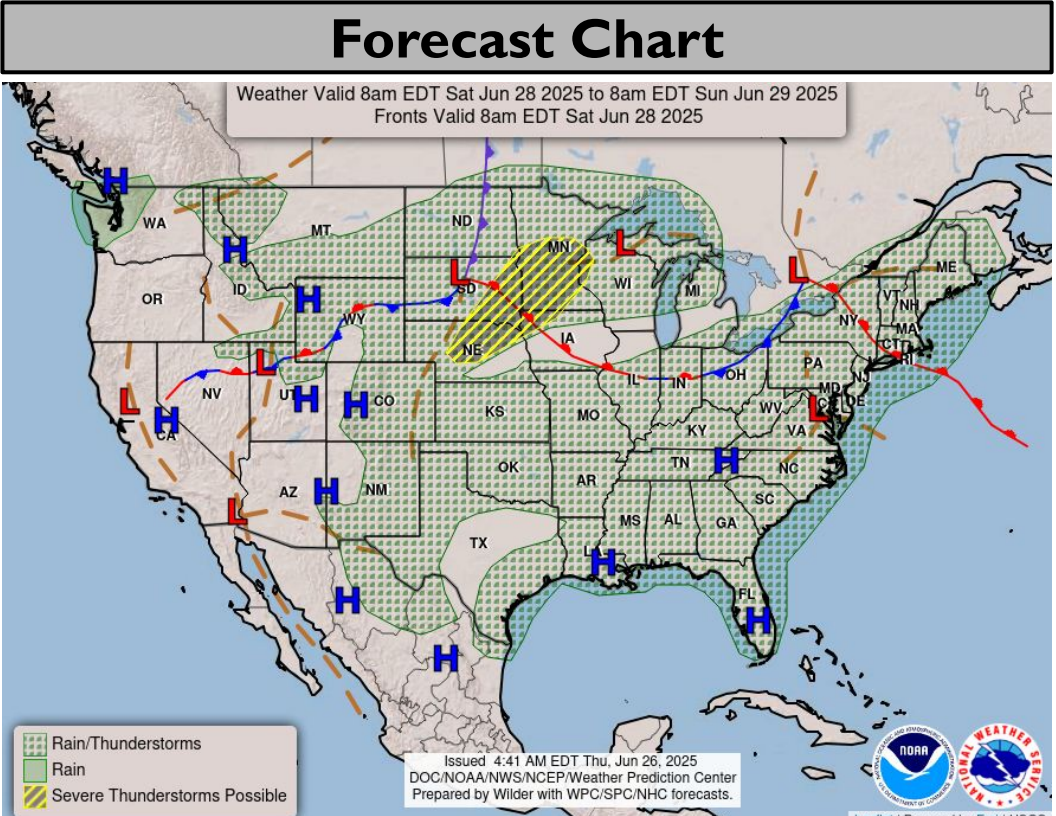 Forecast Chart
Weather Valid 8am EDT Sat Jun 28 2025 to 8am EDT Sun Jun 29 2025
Fronts Valid 8am EDT Sat Jun 28 2025
H
WA
MT
ND
MN
L
H
L
SD
WI
MI
L
ME
VT
NH
OR
ID
H
WY
NY
MA
CT
RI
IA
NE
L
NV
UT
H
H
CO
IL
IN
OH
PA
NJ
MD
DE
L
L
H
CA
KS
MO
WV
VA
KY
H
TN
NC
OK
AR
SC
AZ
H
NM
L
MS
AL
GA
TX
LA
H
FL
H
H
H
Rain/Thunderstorms
Rain
Severe Thunderstorms Possible
Issued 4:41 AM EDT Thu, Jun 26, 2025
DOC/NOAA/NWS/NCEP/Weather Prediction Center
Prepared by Wilder with WPC/SPC/NHC forecasts.
NOAA
NATIONAL WEATHER SERVICE